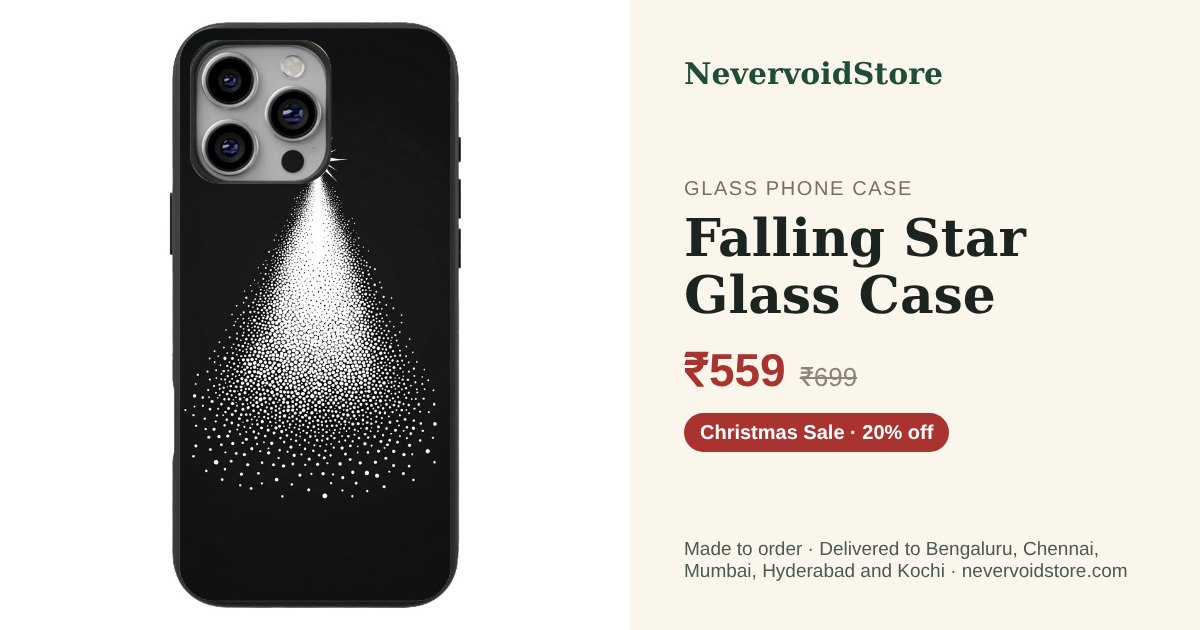 NevervoidStore
GLASS PHONE CASE
Falling Star
Glass Case
₹559 ₹699
Christmas Sale · 20% off
Made to order · Delivered to Bengaluru, Chennai,
Mumbai, Hyderabad and Kochi · nevervoidstore.com